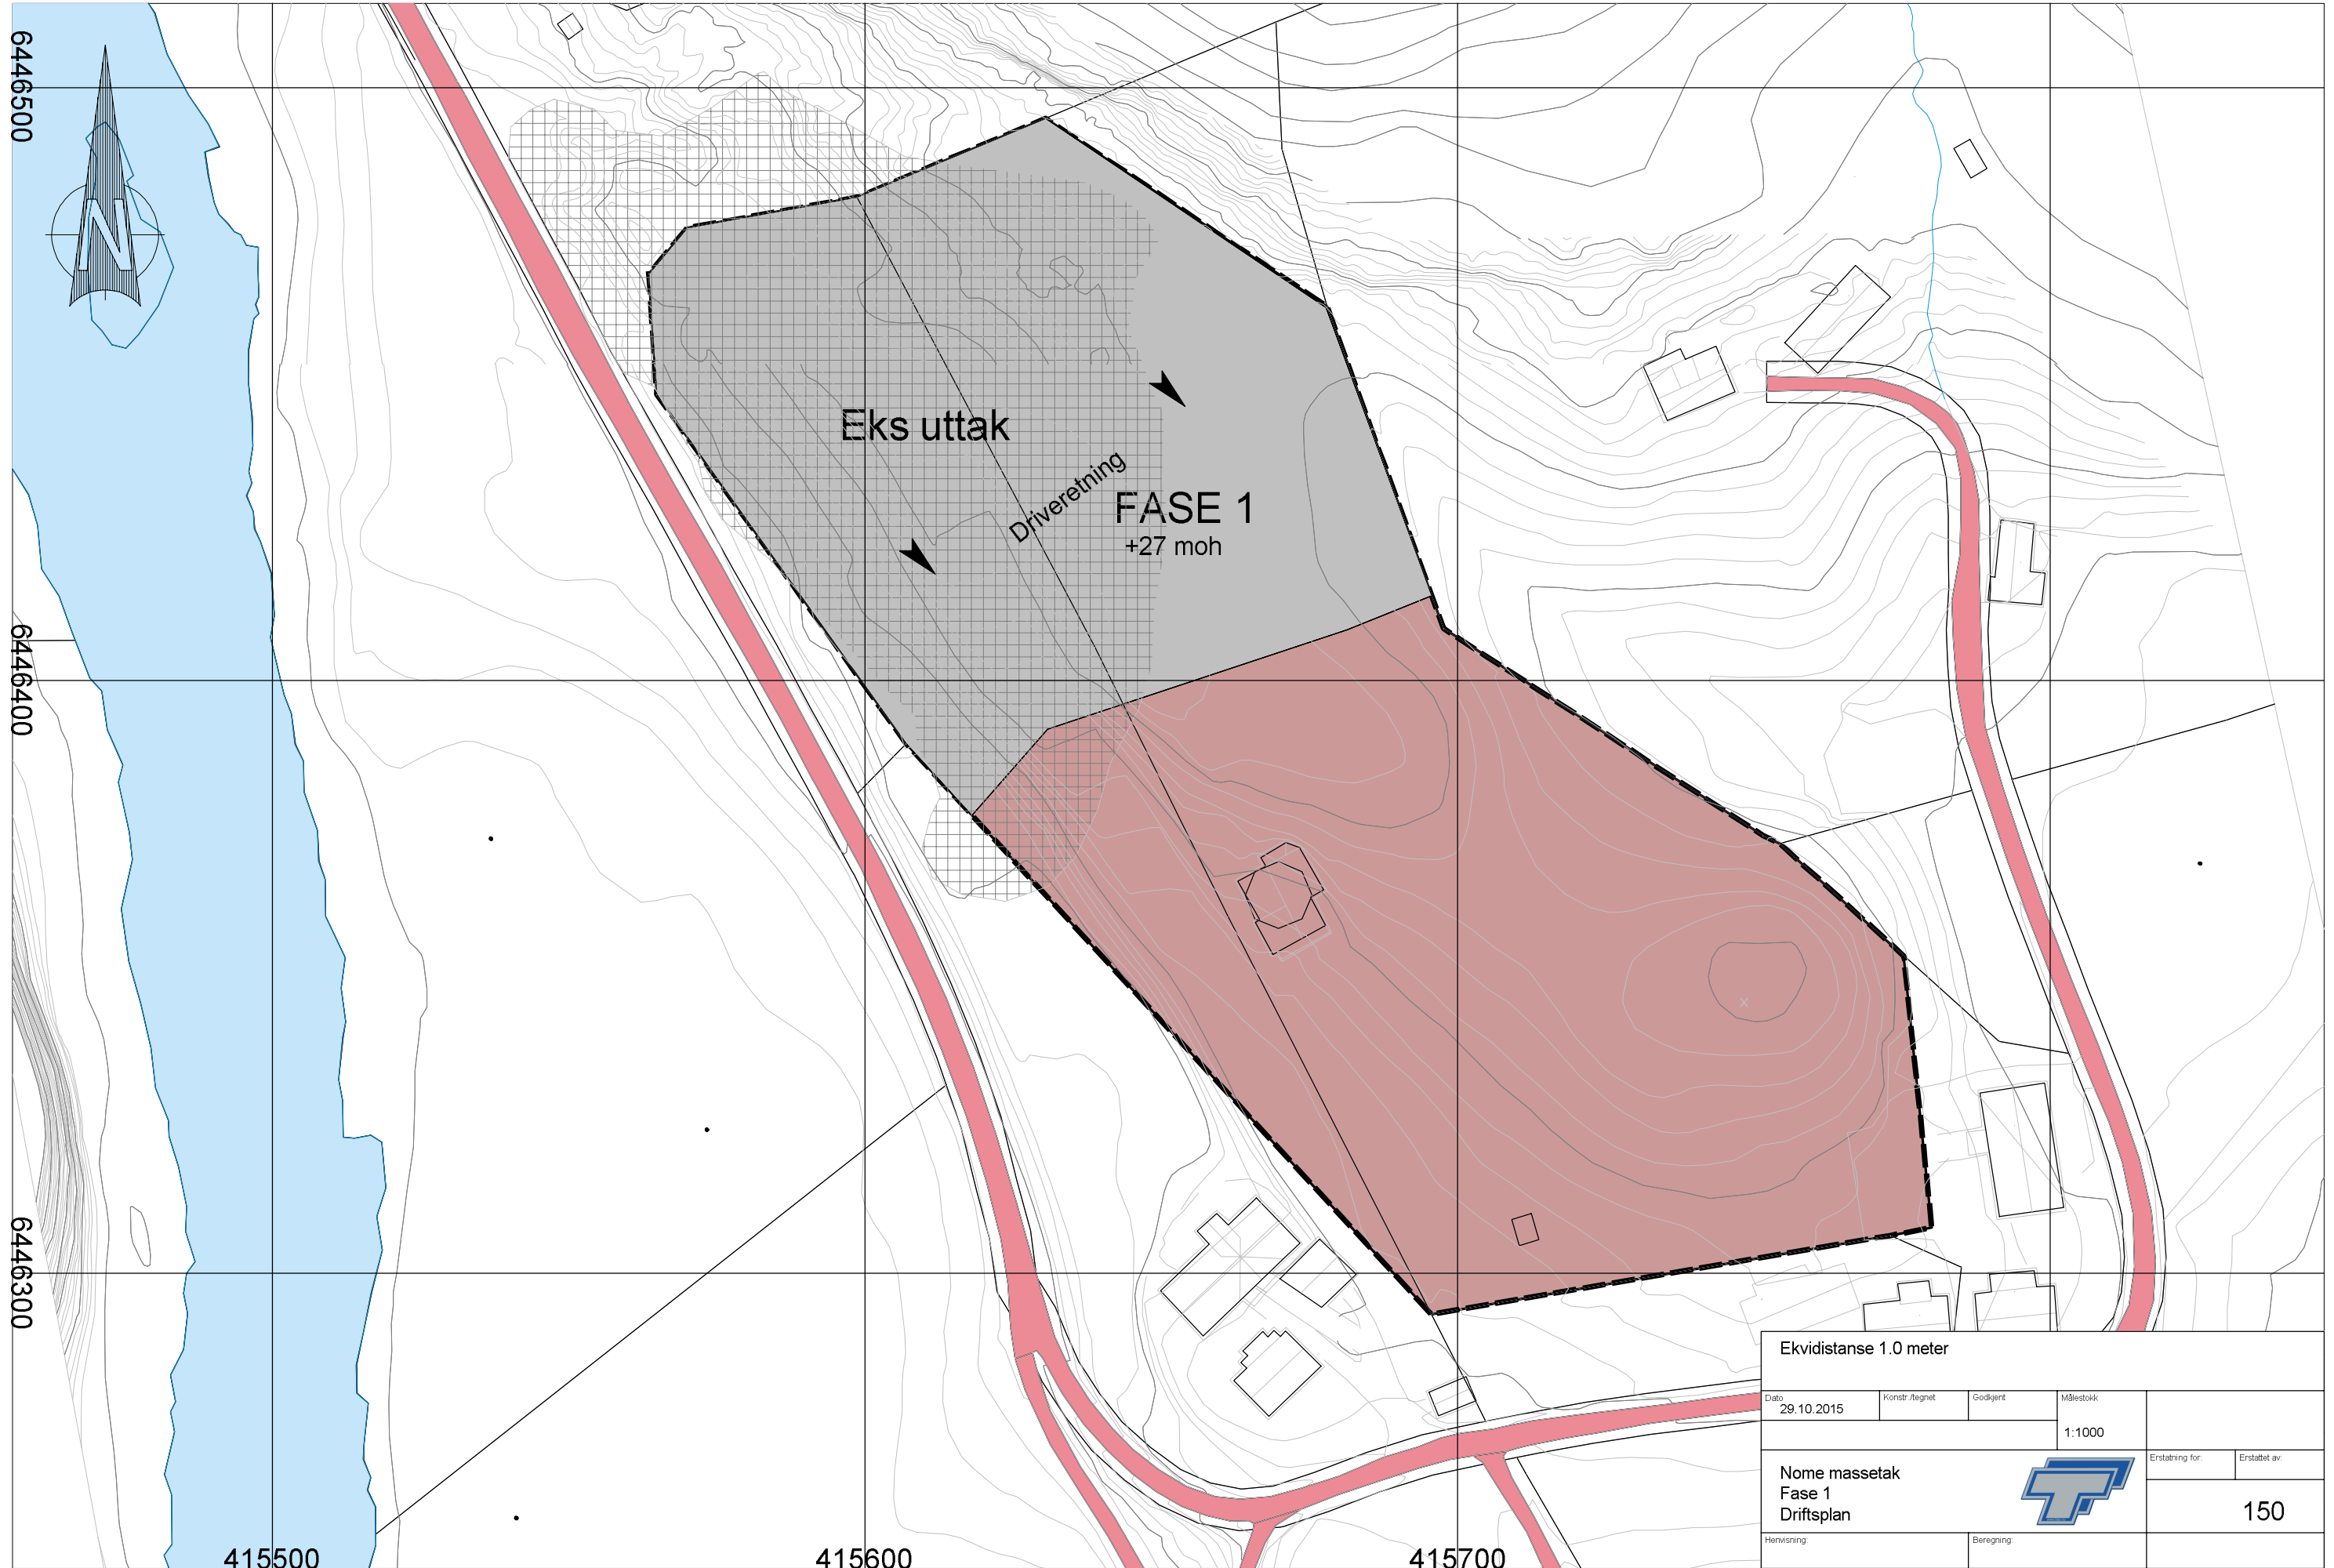 6446500
N
Eks uttak
Driveretning
FASE 1
+27 moh
6446400
6446300
415500
415600
415700
Ekvidistanse 1.0 meter
Dato
29.10.2015
Konstr./tegnet
Godkjent
Målestokk
1:1000
Nome massetak
Fase 1
Driftsplan
Erstatning for:
Erstattet av:
150
Henvisning:
Beregning: